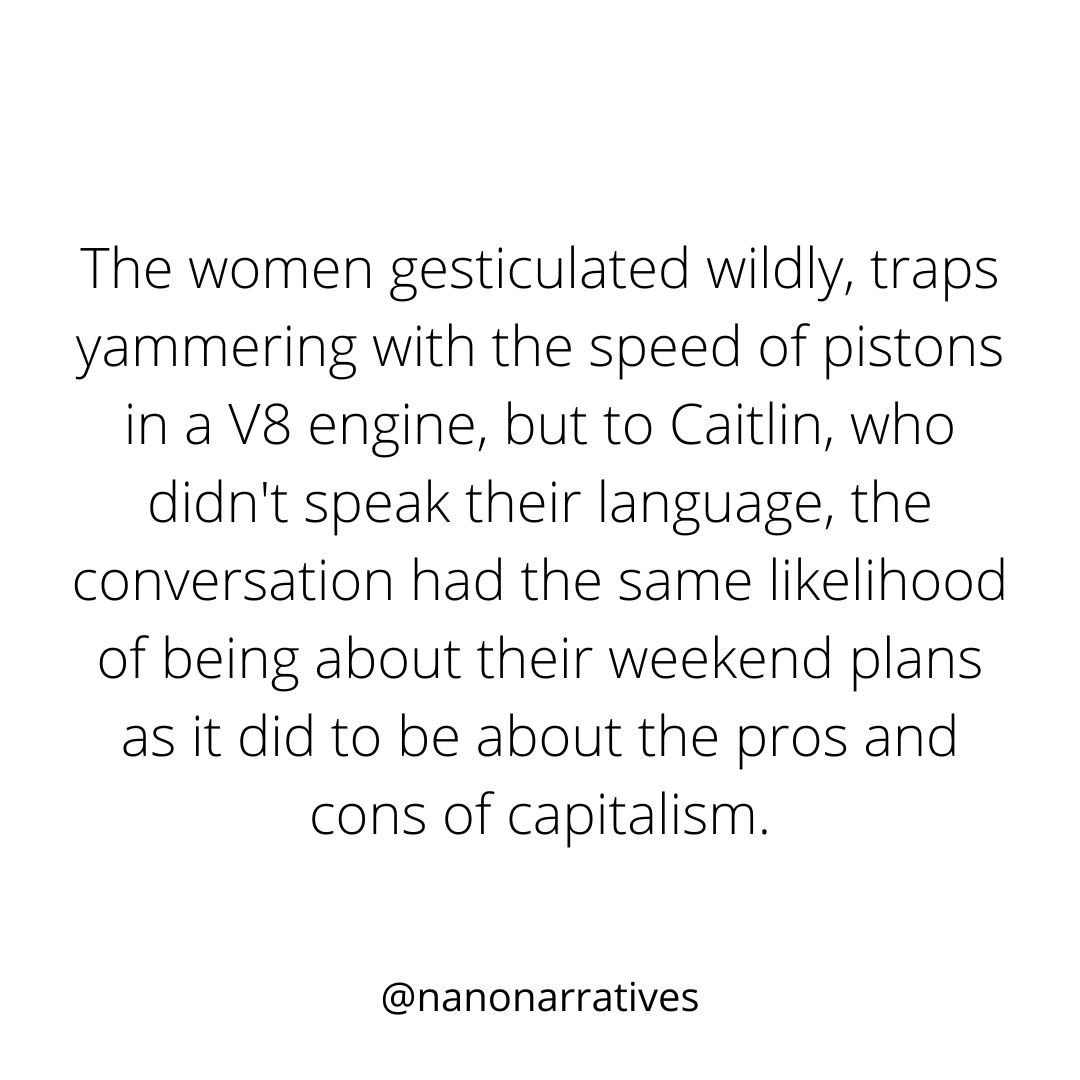 The women gesticulated wildly, traps
yammering with the speed of pistons
in a V8 engine, but to Caitlin, who
didn't speak their language, the
conversation had the same likelihood
of being about their weekend plans
as it did to be about the pros and
cons of capitalism.
@nanonarratives